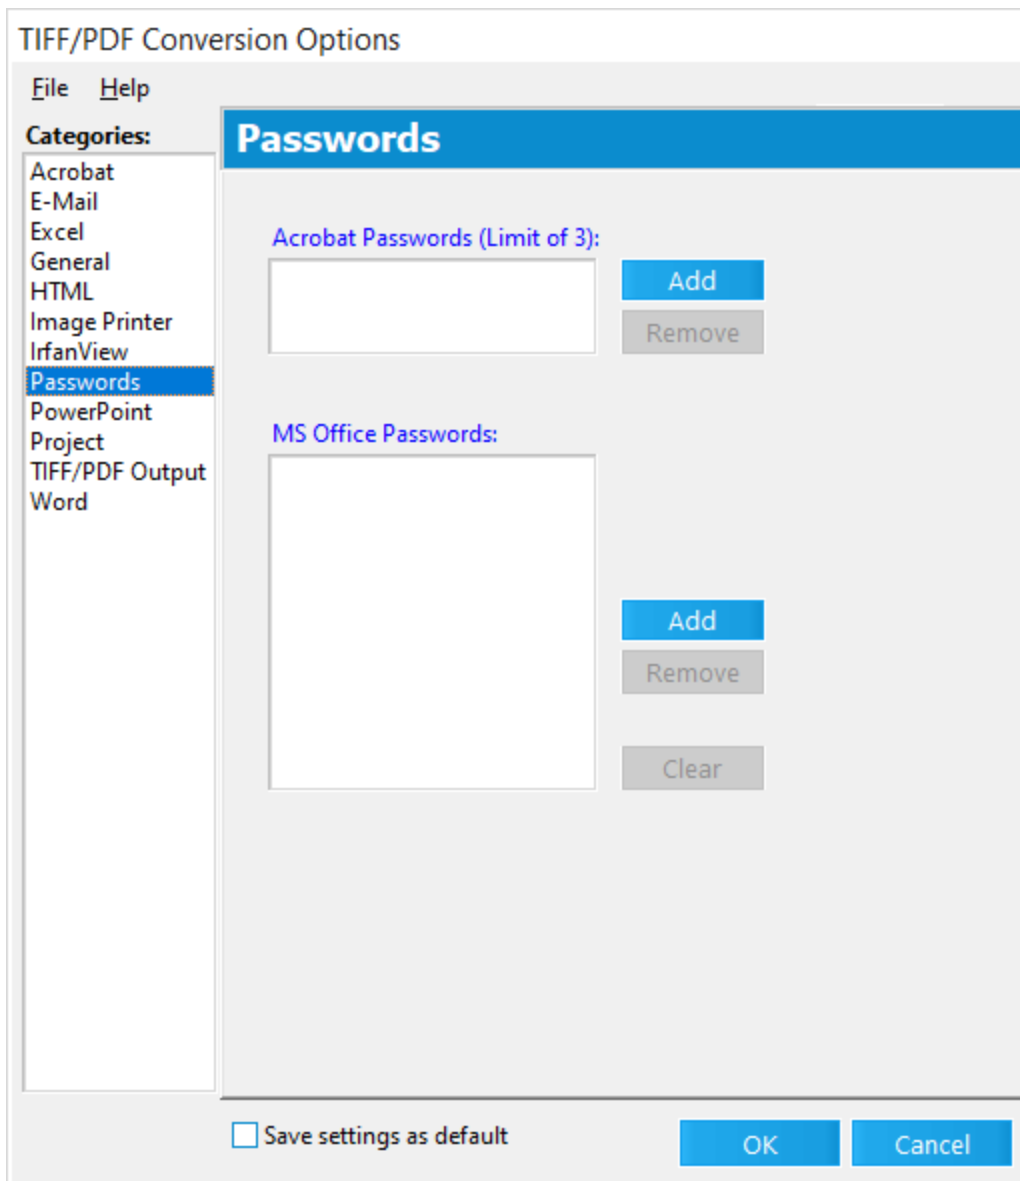 TIFF/PDF Conversion Options
File Help
Categories:
Acrobat
E-Mail
Excel
General
HTML
Image Printer
IrfanView
Passwords
PowerPoint
Project
TIFF/PDF Output
Word
Passwords
Acrobat Passwords (Limit of 3):
Add
Remove
MS Office Passwords:
Add
Remove
Clear
Save settings as default
OK
Cancel